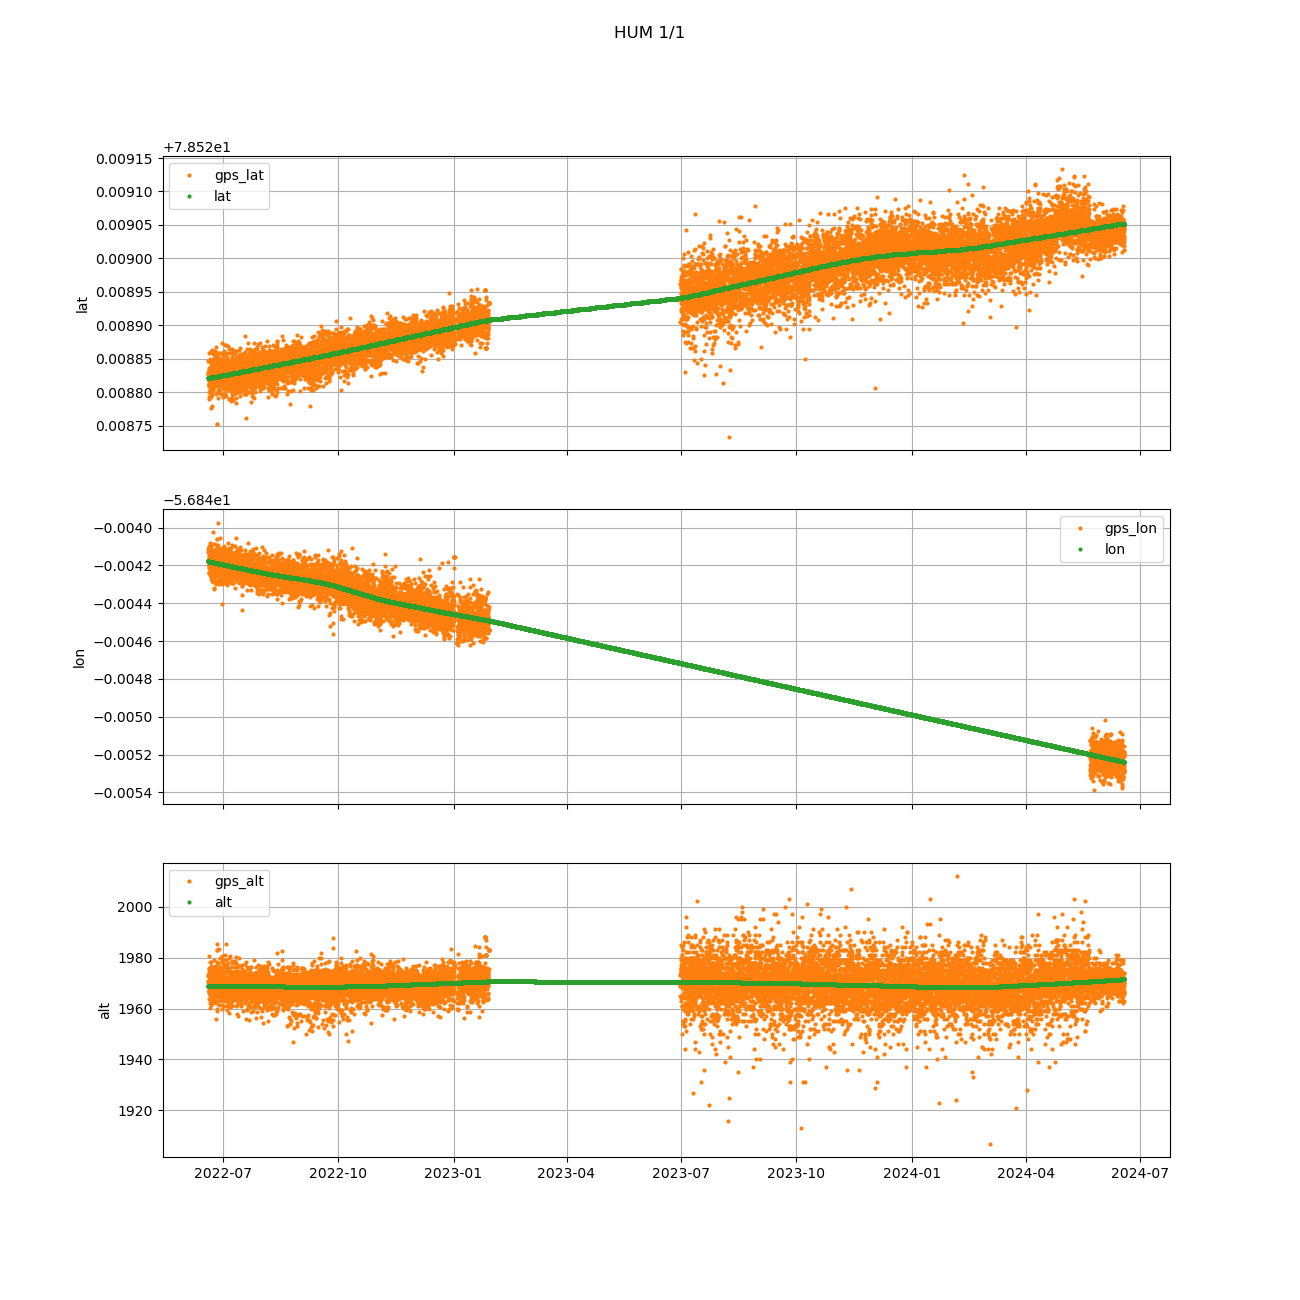 HUM 1/1
+7.852e1
0.00915
0.00910
0.00905
0.00900
0.00895
0.00890
0.00885
0.00880
0.00875
lat
gps_lat
lat
−5.684e1
−0.0040
−0.0042
−0.0044
−0.0046
−0.0048
−0.0050
−0.0052
−0.0054
lon
gps_lon
lon
2000
1980
1960
1940
1920
alt
gps_alt
alt
2022-07 2022-10 2023-01 2023-04 2023-07 2023-10 2024-01 2024-04 2024-07